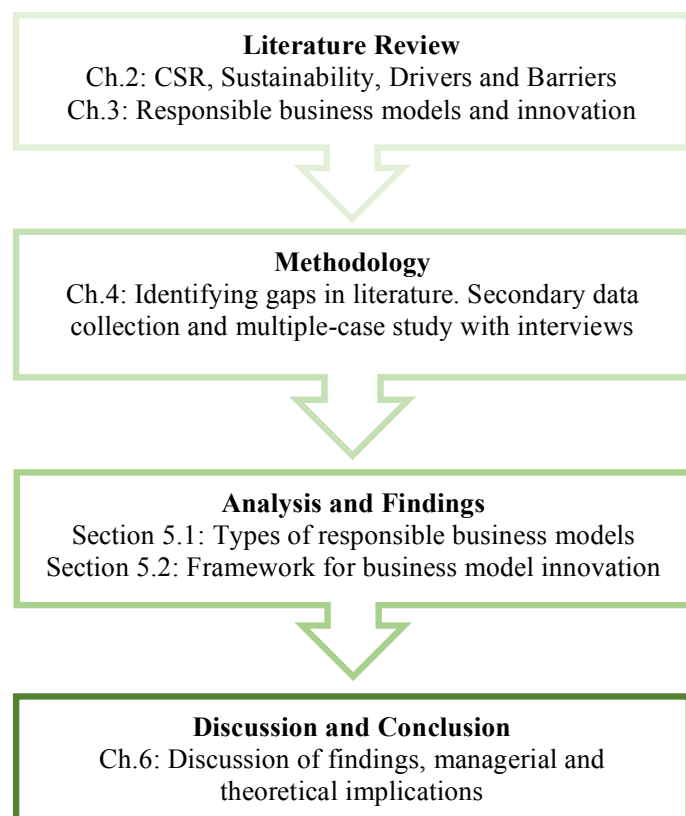 Literature Review
Ch.2: CSR, Sustainability, Drivers and Barriers
Ch.3: Responsible business models and innovation
Methodology
Ch.4: Identifying gaps in literature. Secondary data
collection and multiple-case study with interviews
Analysis and Findings
Section 5.1: Types of responsible business models
Section 5.2: Framework for business model innovation
Discussion and Conclusion
Ch.6: Discussion of findings, managerial and
theoretical implications